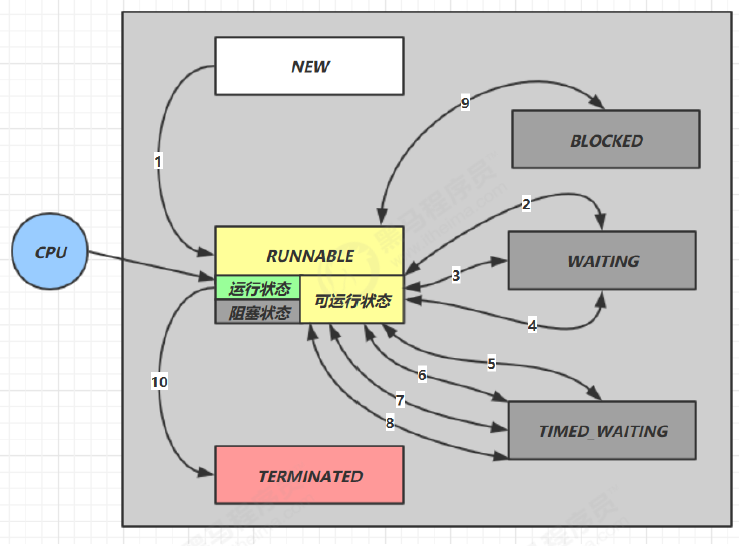 NEW
9
BLOCKED
1
2
CPU
RUNNABLE
WAITING
3
运行状态
可运行状态
阻塞状态
4
10
5
6
7
8
TIMED_WAITING
TERMINATED
黑马程序员